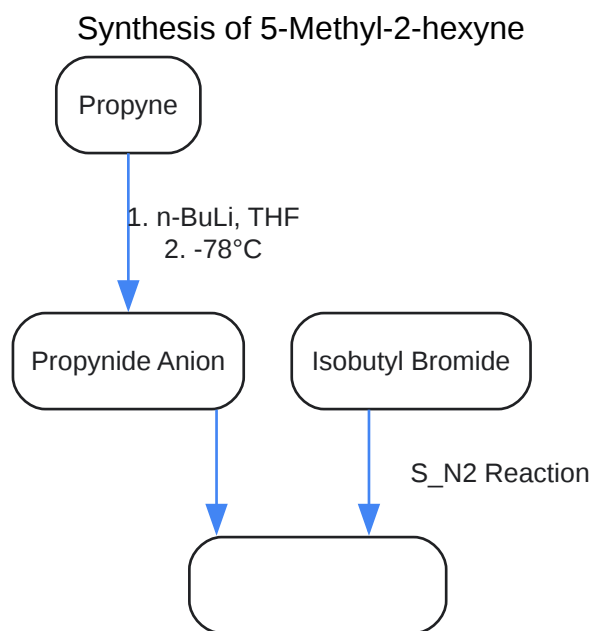 Synthesis of 5-Methyl-2-hexyne
Propyne
1. n-BuLi, THF
2. -78°C
Propynide Anion
Isobutyl Bromide
S_N2 Reaction